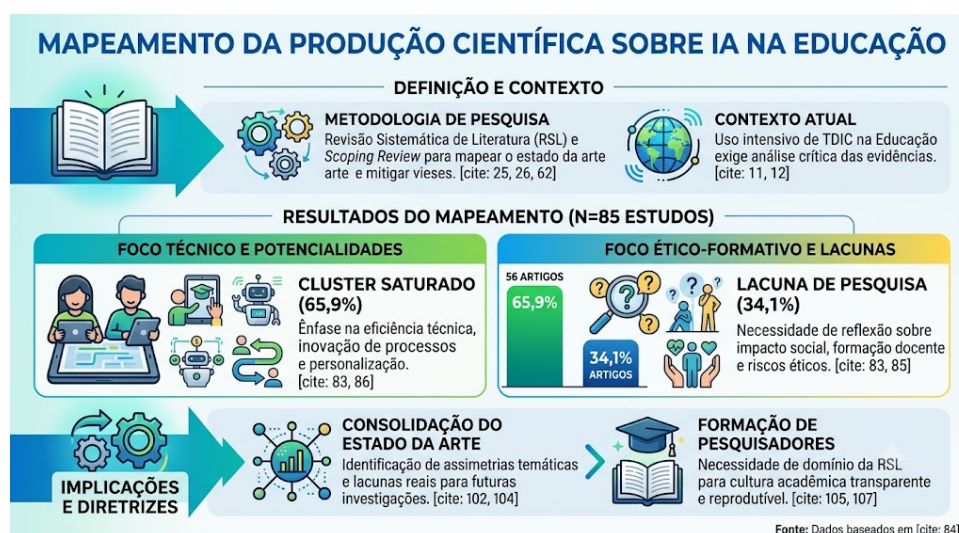 MAPEAMENTO DA PRODUÇÃO CIENTÍFICA SOBRE IA NA EDUCAÇÃO
DEFINIÇÃO E CONTEXTO
METODOLOGIA DE PESQUISA
Revisão Sistemática de Literatura (RSL) e
Scoping Review para mapear o estado da arte
arte e mitigar vieses. [cite: 25, 26, 62]
CONTEXTO ATUAL
Uso intensivo de TDIC na Educação
exige análise crítica das evidências.
[cite: 11, 12]
RESULTADOS DO MAPEAMENTO (N=85 ESTUDOS)
FOCO TÉCNICO E POTENCIALIDADES
CLUSTER SATURADO
(65,9%)
Ênfase na eficiência técnica,
inovação de processos
e personalização.
[cite: 83, 86]
FOCO ÉTICO-FORMATIVO E LACUNAS
56 ARTIGOS
65,9%
34,1%
ARTIGOS
LACUNA DE PESQUISA
(34,1%)
Necessidade de reflexão sobre
impacto social, formação docente
e riscos éticos. [cite: 83, 85]
IMPLICAÇÕES
E DIRETRIZES
CONSOLIDAÇÃO DO
ESTADO DA ARTE
Identificação de assimetrias temáticas
e lacunas reais para futuras
investigações. [cite: 102, 104]
FORMAÇÃO DE
PESQUISADORES
Necessidade de domínio da RSL
para cultura acadêmica transparente
e reprodutível. [cite: 105, 107]
Fonte: Dados baseados em [cite: 84]